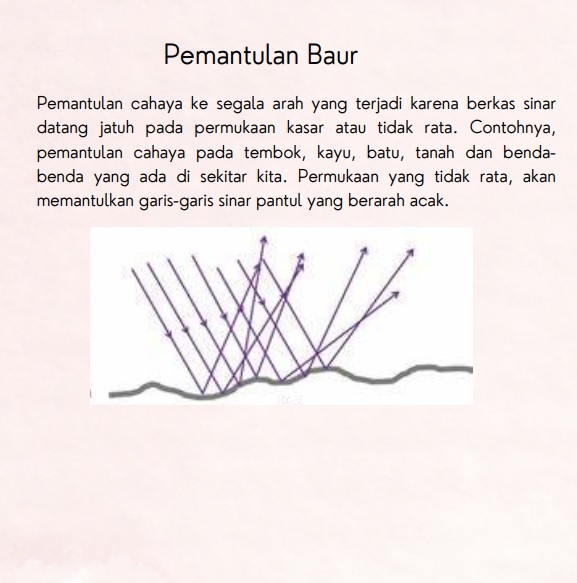 Pemantulan Baur
Pemantulan cahaya ke segala arah yang terjadi karena berkas sinar
datang jatuh pada permukaan kasar atau tidak rata. Contohnya,
pemantulan cahaya pada tembok, kayu, batu, tanah dan benda-
benda yang ada di sekitar kita. Permukaan yang tidak rata, akan
memantulkan garis-garis sinar pantul yang berarah acak.